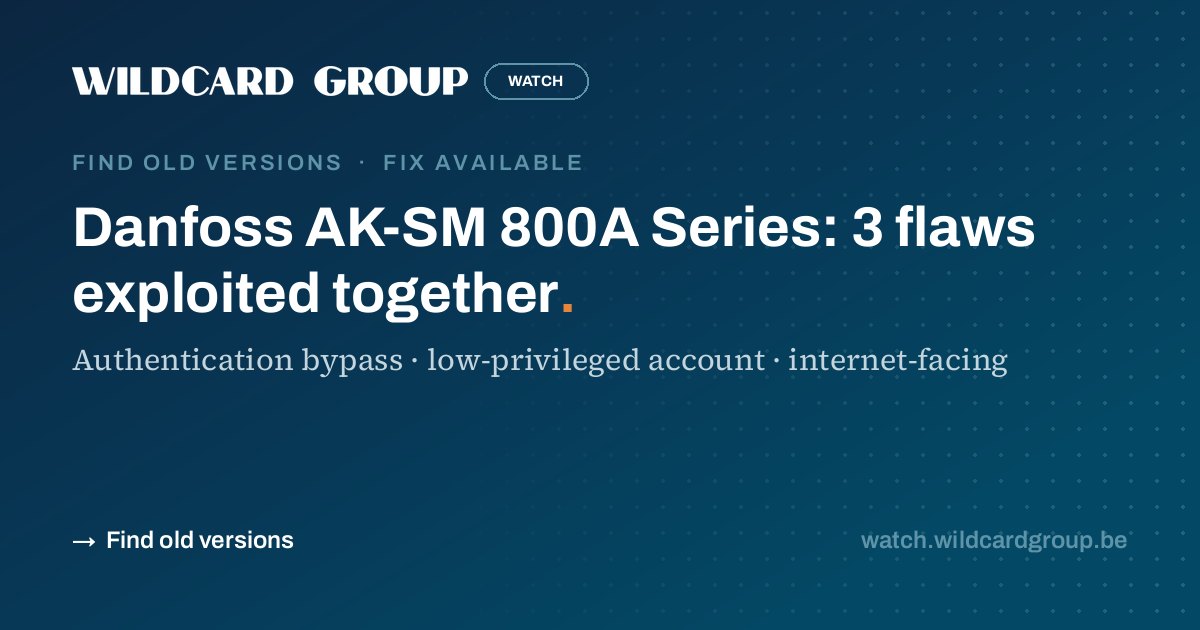 WILDCARD GROUP WATCH
FIND OLD VERSIONS · FIX AVAILABLE
Danfoss AK-SM 800A Series: 3 flaws
exploited together.
Authentication bypass · low-privileged account · internet-facing
→ Find old versions
watch.wildcardgroup.be